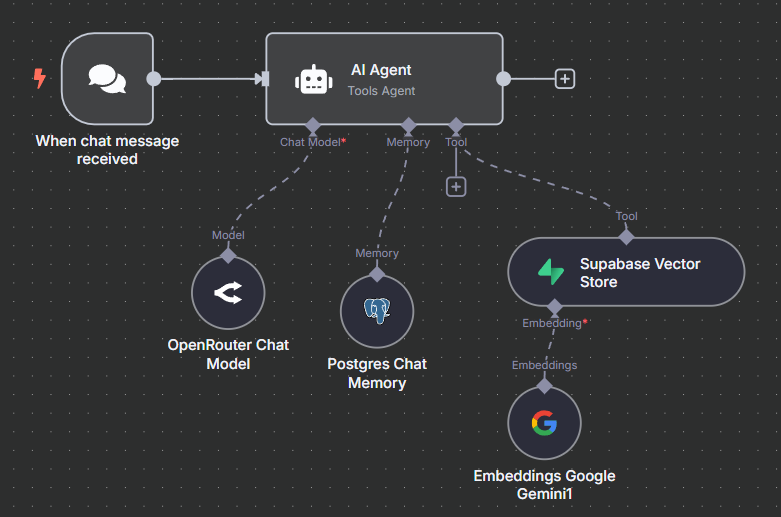 AI Agent
Tools Agent
When chat message
received
Chat Model*
Memory
Tool
Model
Memory
Tool
OpenRouter Chat
Model
Postgres Chat
Memory
Supabase Vector
Store
Embedding*
Embeddings
Embeddings Google
Gemini1